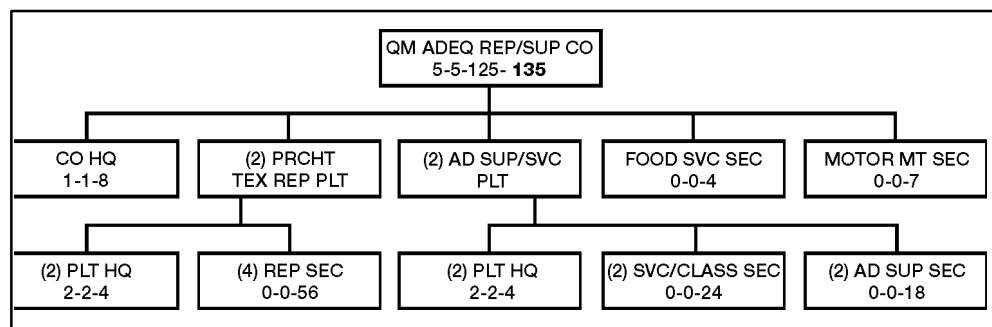 QM ADEQ REP/SUP CO
5-5-125- 135
CO HQ
1-1-8
(2) PRCHT
TEX REP PLT
(2) AD SUP/SVC
PLT
FOOD SVC SEC
0-0-4
MOTOR MT SEC
0-0-7
(2) PLT HQ
2-2-4
(4) REP SEC
0-0-56
(2) PLT HQ
2-2-4
(2) SVC/CLASS SEC
0-0-24
(2) AD SUP SEC
0-0-18